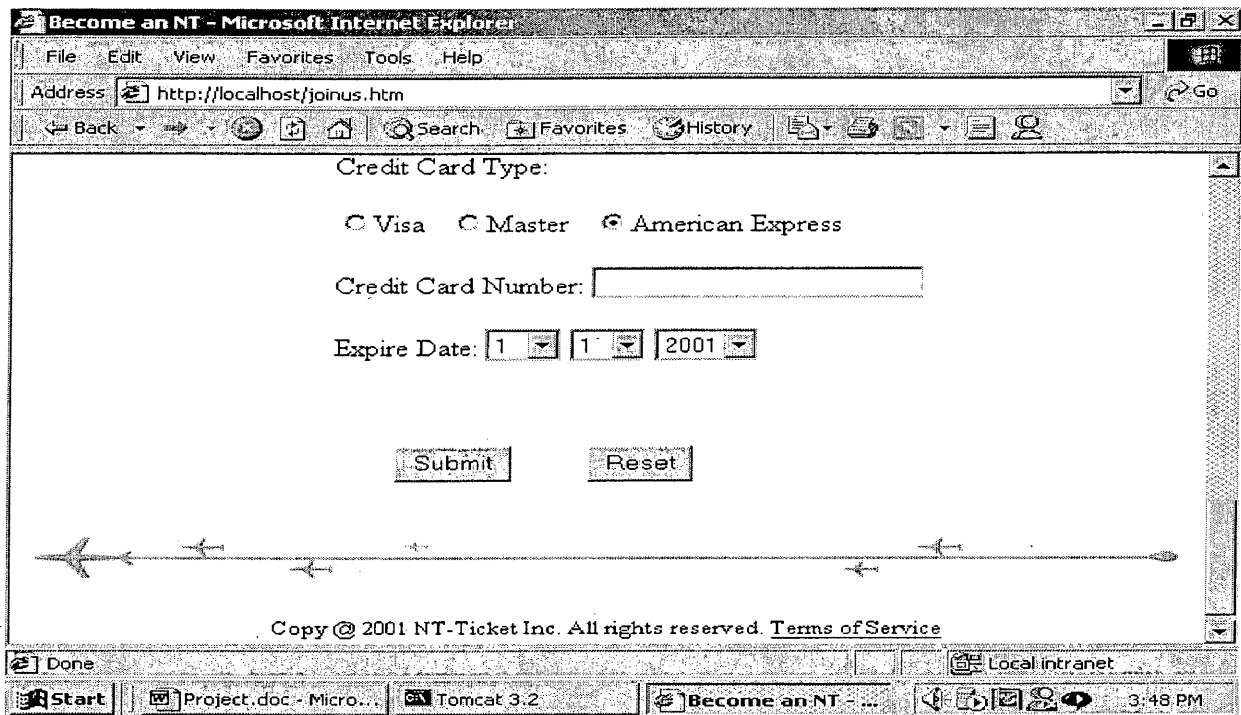 Become an NT - Microsoft Internet Explorer
File Edit View Favorites Tools Help
Address http://localhost/joinus.htm Go
Back Search Favorites History
Credit Card Type:
Visa Master American Express
Credit Card Number:
Expire Date: 1 1 2001
Submit Reset
Copy @ 2001 NT-Ticket Inc. All rights reserved. Terms of Service
Done Local intranet
Start Project.doc - Micro... Tomcat 3.2 Become an NT - ... 3:48 PM